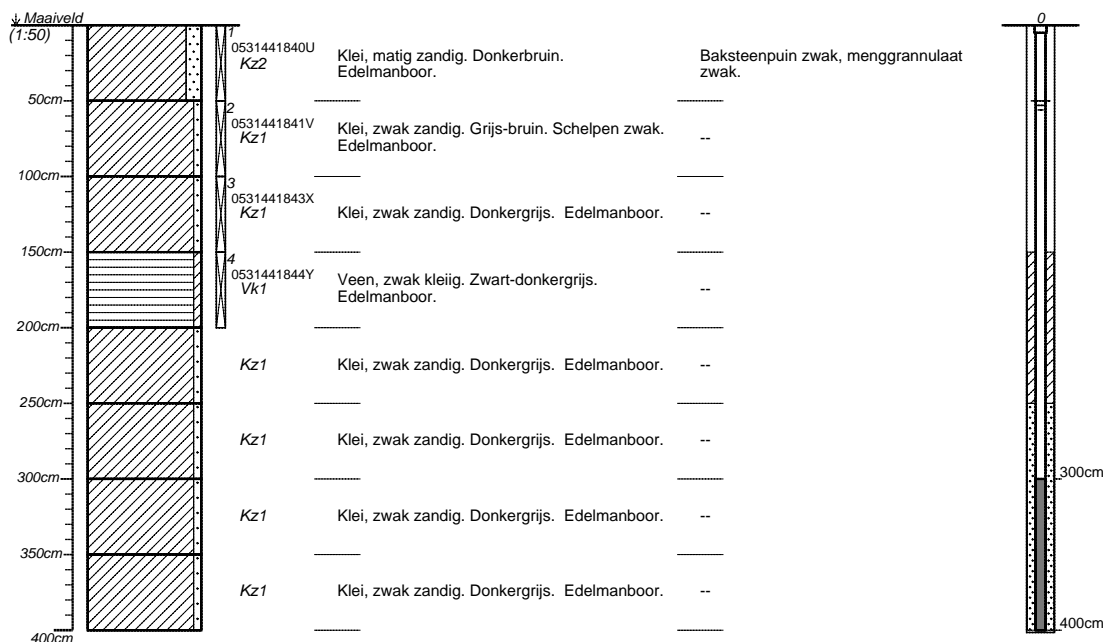 Maaiveld
(1:50)
0
1
0531441840U
Kz2
Klei, matig zandig. Donkerbruin.
Edelmanboor.
Baksteenpuin zwak, menggrannulaat
zwak.
50cm
2
0531441841V
Kz1
Klei, zwak zandig. Grijs-bruin. Schelpen zwak.
Edelmanboor.
--
100cm
3
0531441843X
Kz1
Klei, zwak zandig. Donkergrijs. Edelmanboor.
--
150cm
4
0531441844Y
Vk1
Veen, zwak kleiig. Zwart-donkergrijs.
Edelmanboor.
--
200cm
Kz1
Klei, zwak zandig. Donkergrijs. Edelmanboor.
--
250cm
Kz1
Klei, zwak zandig. Donkergrijs. Edelmanboor.
--
300cm
300cm
Kz1
Klei, zwak zandig. Donkergrijs. Edelmanboor.
--
350cm
Kz1
Klei, zwak zandig. Donkergrijs. Edelmanboor.
--
400cm
400cm